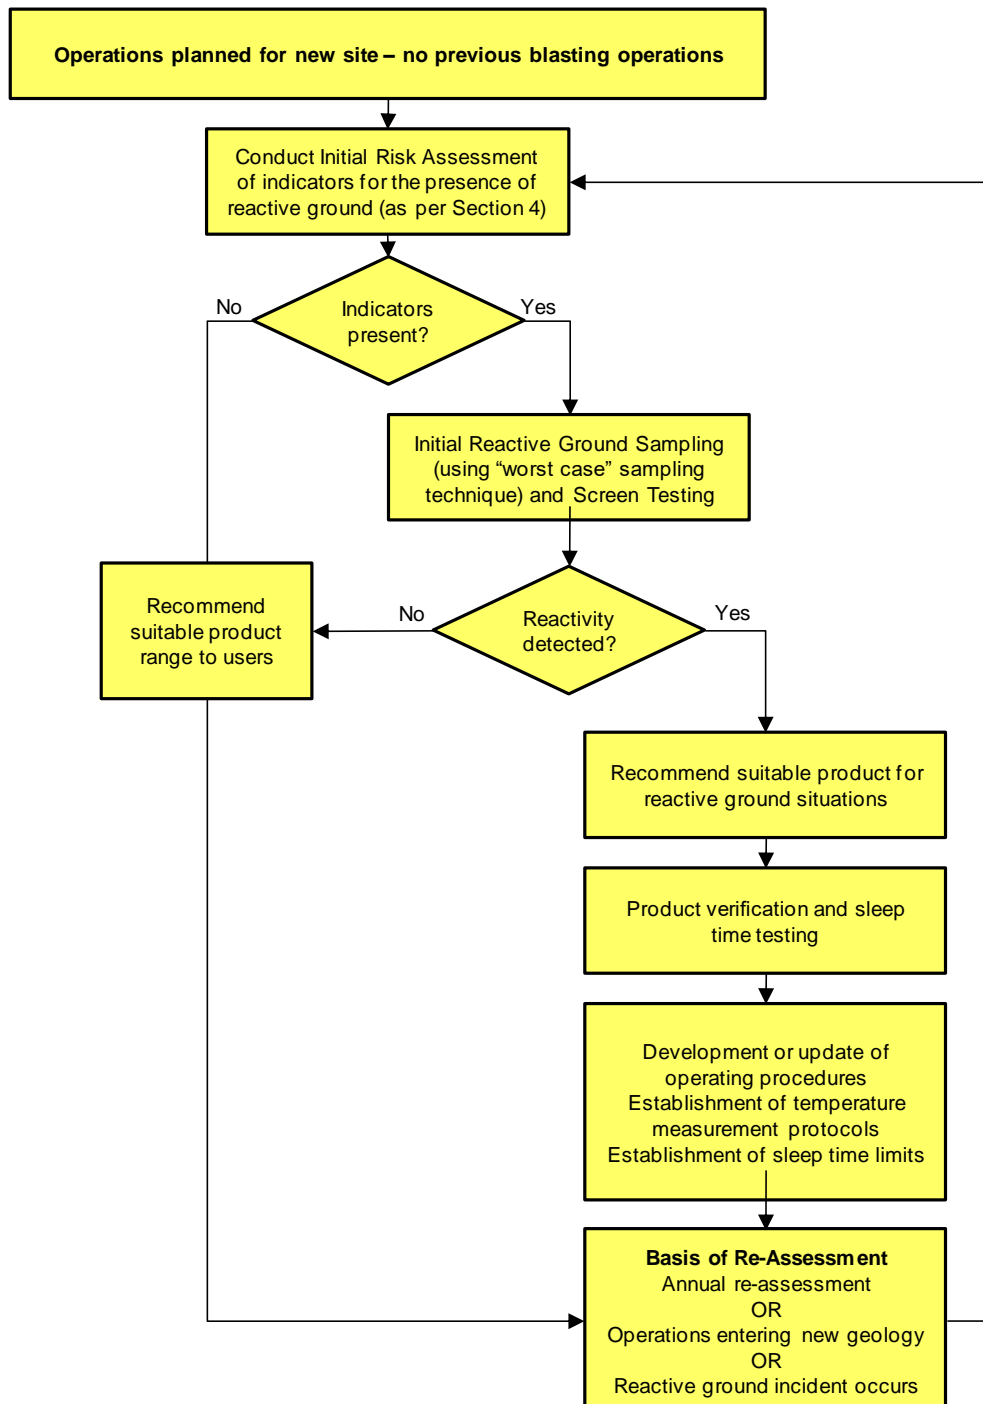 Operations planned for new site – no previous blasting operations
Conduct Initial Risk Assessment
of indicators for the presence of
reactive ground (as per Section 4)
No
Indicators
present?
Yes
Initial Reactive Ground Sampling
(using “worst case” sampling
technique) and Screen Testing
Recommend
suitable product
range to users
No
Reactivity
detected?
Yes
Recommend suitable product for
reactive ground situations
Product verification and sleep
time testing
Development or update of
operating procedures
Establishment of temperature
measurement protocols
Establishment of sleep time limits
Basis of Re-Assessment
Annual re-assessment
OR
Operations entering new geology
OR
Reactive ground incident occurs